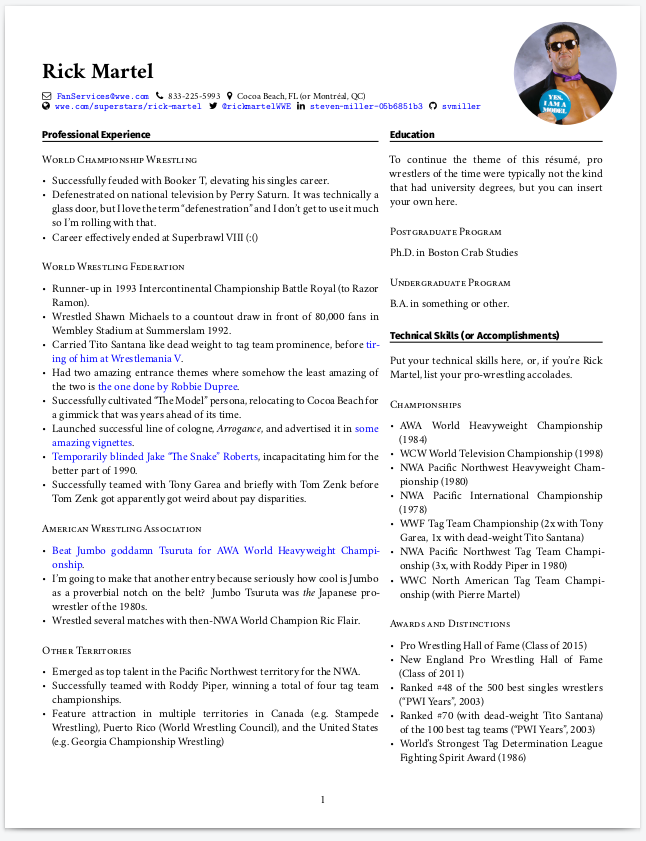 Rick Martel
FanServices@wwe.com 833-225-5993 Cocoa Beach, FL (or Montréal, QC)
wwe.com/superstars/rick-martel @rickmartelWWE steven-miller-05b6851b3 svmiller
YES,
I AM A
MODEL
Professional Experience
World Championship Wrestling
• Successfully feuded with Booker T, elevating his singles career.
• Defenestrated on national television by Perry Saturn. It was technically a
glass door, but I love the term “defenestration” and I don't get to use it much
so I'm rolling with that.
• Career effectively ended at Superbrawl VIII (:()
World Wrestling Federation
• Runner-up in 1993 Intercontinental Championship Battle Royal (to Razor
Ramon).
• Wrestled Shawn Michaels to a countout draw in front of 80,000 fans in
Wembley Stadium at Summerslam 1992.
• Carried Tito Santana like dead weight to tag team prominence, before tir-
ing of him at Wrestlemania V.
• Had two amazing entrance themes where somehow the least amazing of
the two is the one done by Robbie Dupree.
• Successfully cultivated “The Model” persona, relocating to Cocoa Beach for
a gimmick that was years ahead of its time.
• Launched successful line of cologne, Arrogance, and advertised it in some
amazing vignettes.
• Temporarily blinded Jake “The Snake” Roberts, incapacitating him for the
better part of 1990.
• Successfully teamed with Tony Garea and briefly with Tom Zenk before
Tom Zenk got apparently got weird about pay disparities.
American Wrestling Association
• Beat Jumbo goddamn Tsuruta for AWA World Heavyweight Champi-
onship.
• I'm going to make that another entry because seriously how cool is Jumbo
as a proverbial notch on the belt? Jumbo Tsuruta was the Japanese pro-
wrestler of the 1980s.
• Wrestled several matches with then-NWA World Champion Ric Flair.
Other Territories
• Emerged as top talent in the Pacific Northwest territory for the NWA.
• Successfully teamed with Roddy Piper, winning a total of four tag team
championships.
• Feature attraction in multiple territories in Canada (e.g. Stampede
Wrestling), Puerto Rico (World Wrestling Council), and the United States
(e.g. Georgia Championship Wrestling)
Education
To continue the theme of this résumé, pro
wrestlers of the time were typically not the kind
that had university degrees, but you can insert
your own here.
Postgraduate Program
Ph.D. in Boston Crab Studies
Undergraduate Program
B.A. in something or other.
Technical Skills (or Accomplishments)
Put your technical skills here, or, if you're Rick
Martel, list your pro-wrestling accolades.
Championships
• AWA World Heavyweight Championship
(1984)
• WCW World Television Championship (1998)
• NWA Pacific Northwest Heavyweight Cham-
pionship (1980)
• NWA Pacific International Championship
(1978)
• WWF Tag Team Championship (2x with Tony
Garea, 1x with dead-weight Tito Santana)
• NWA Pacific Northwest Tag Team Champi-
onship (3x, with Roddy Piper in 1980)
• WWC North American Tag Team Champi-
onship (with Pierre Martel)
Awards and Distinctions
• Pro Wrestling Hall of Fame (Class of 2015)
• New England Pro Wrestling Hall of Fame
(Class of 2011)
• Ranked #48 of the 500 best singles wrestlers
(“PWI Years”, 2003)
• Ranked #70 (with dead-weight Tito Santana)
of the 100 best tag teams (“PWI Years”, 2003)
• World's Strongest Tag Determination League
Fighting Spirit Award (1986)
1